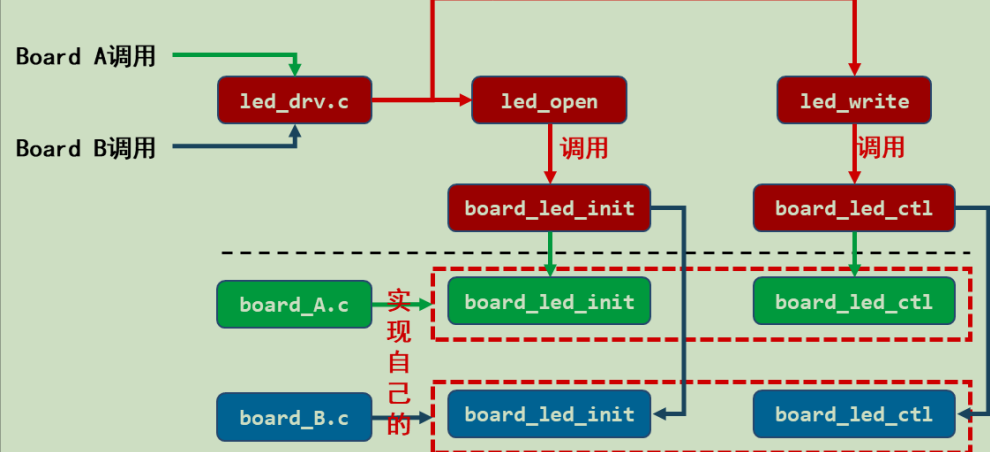 Board A调用
led_drv.c
led_open
led_write
Board B调用
调用
调用
board_led_init
board_led_ctl
board_A.c
实现自己的
board_led_init
board_led_ctl
board_B.c
board_led_init
board_led_ctl